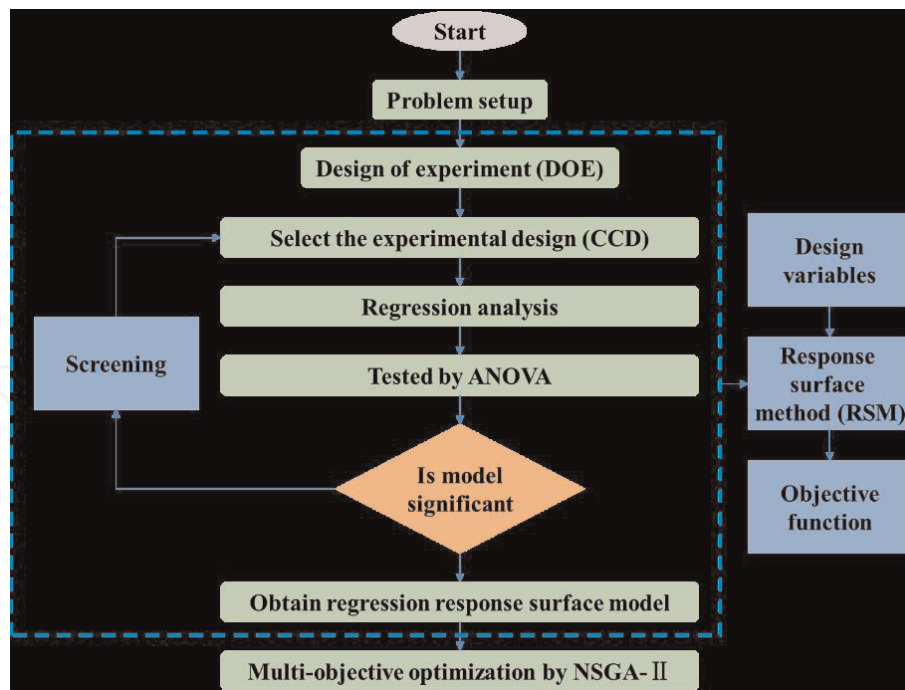 Start
Problem setup
Design of experiment (DOE)
Select the experimental design (CCD)
Regression analysis
Tested by ANOVA
Screening
Is model
significant
Obtain regression response surface model
Multi-objective optimization by NSGA-Ⅱ
Design
variables
Response
surface
method (RSM)
Objective
function